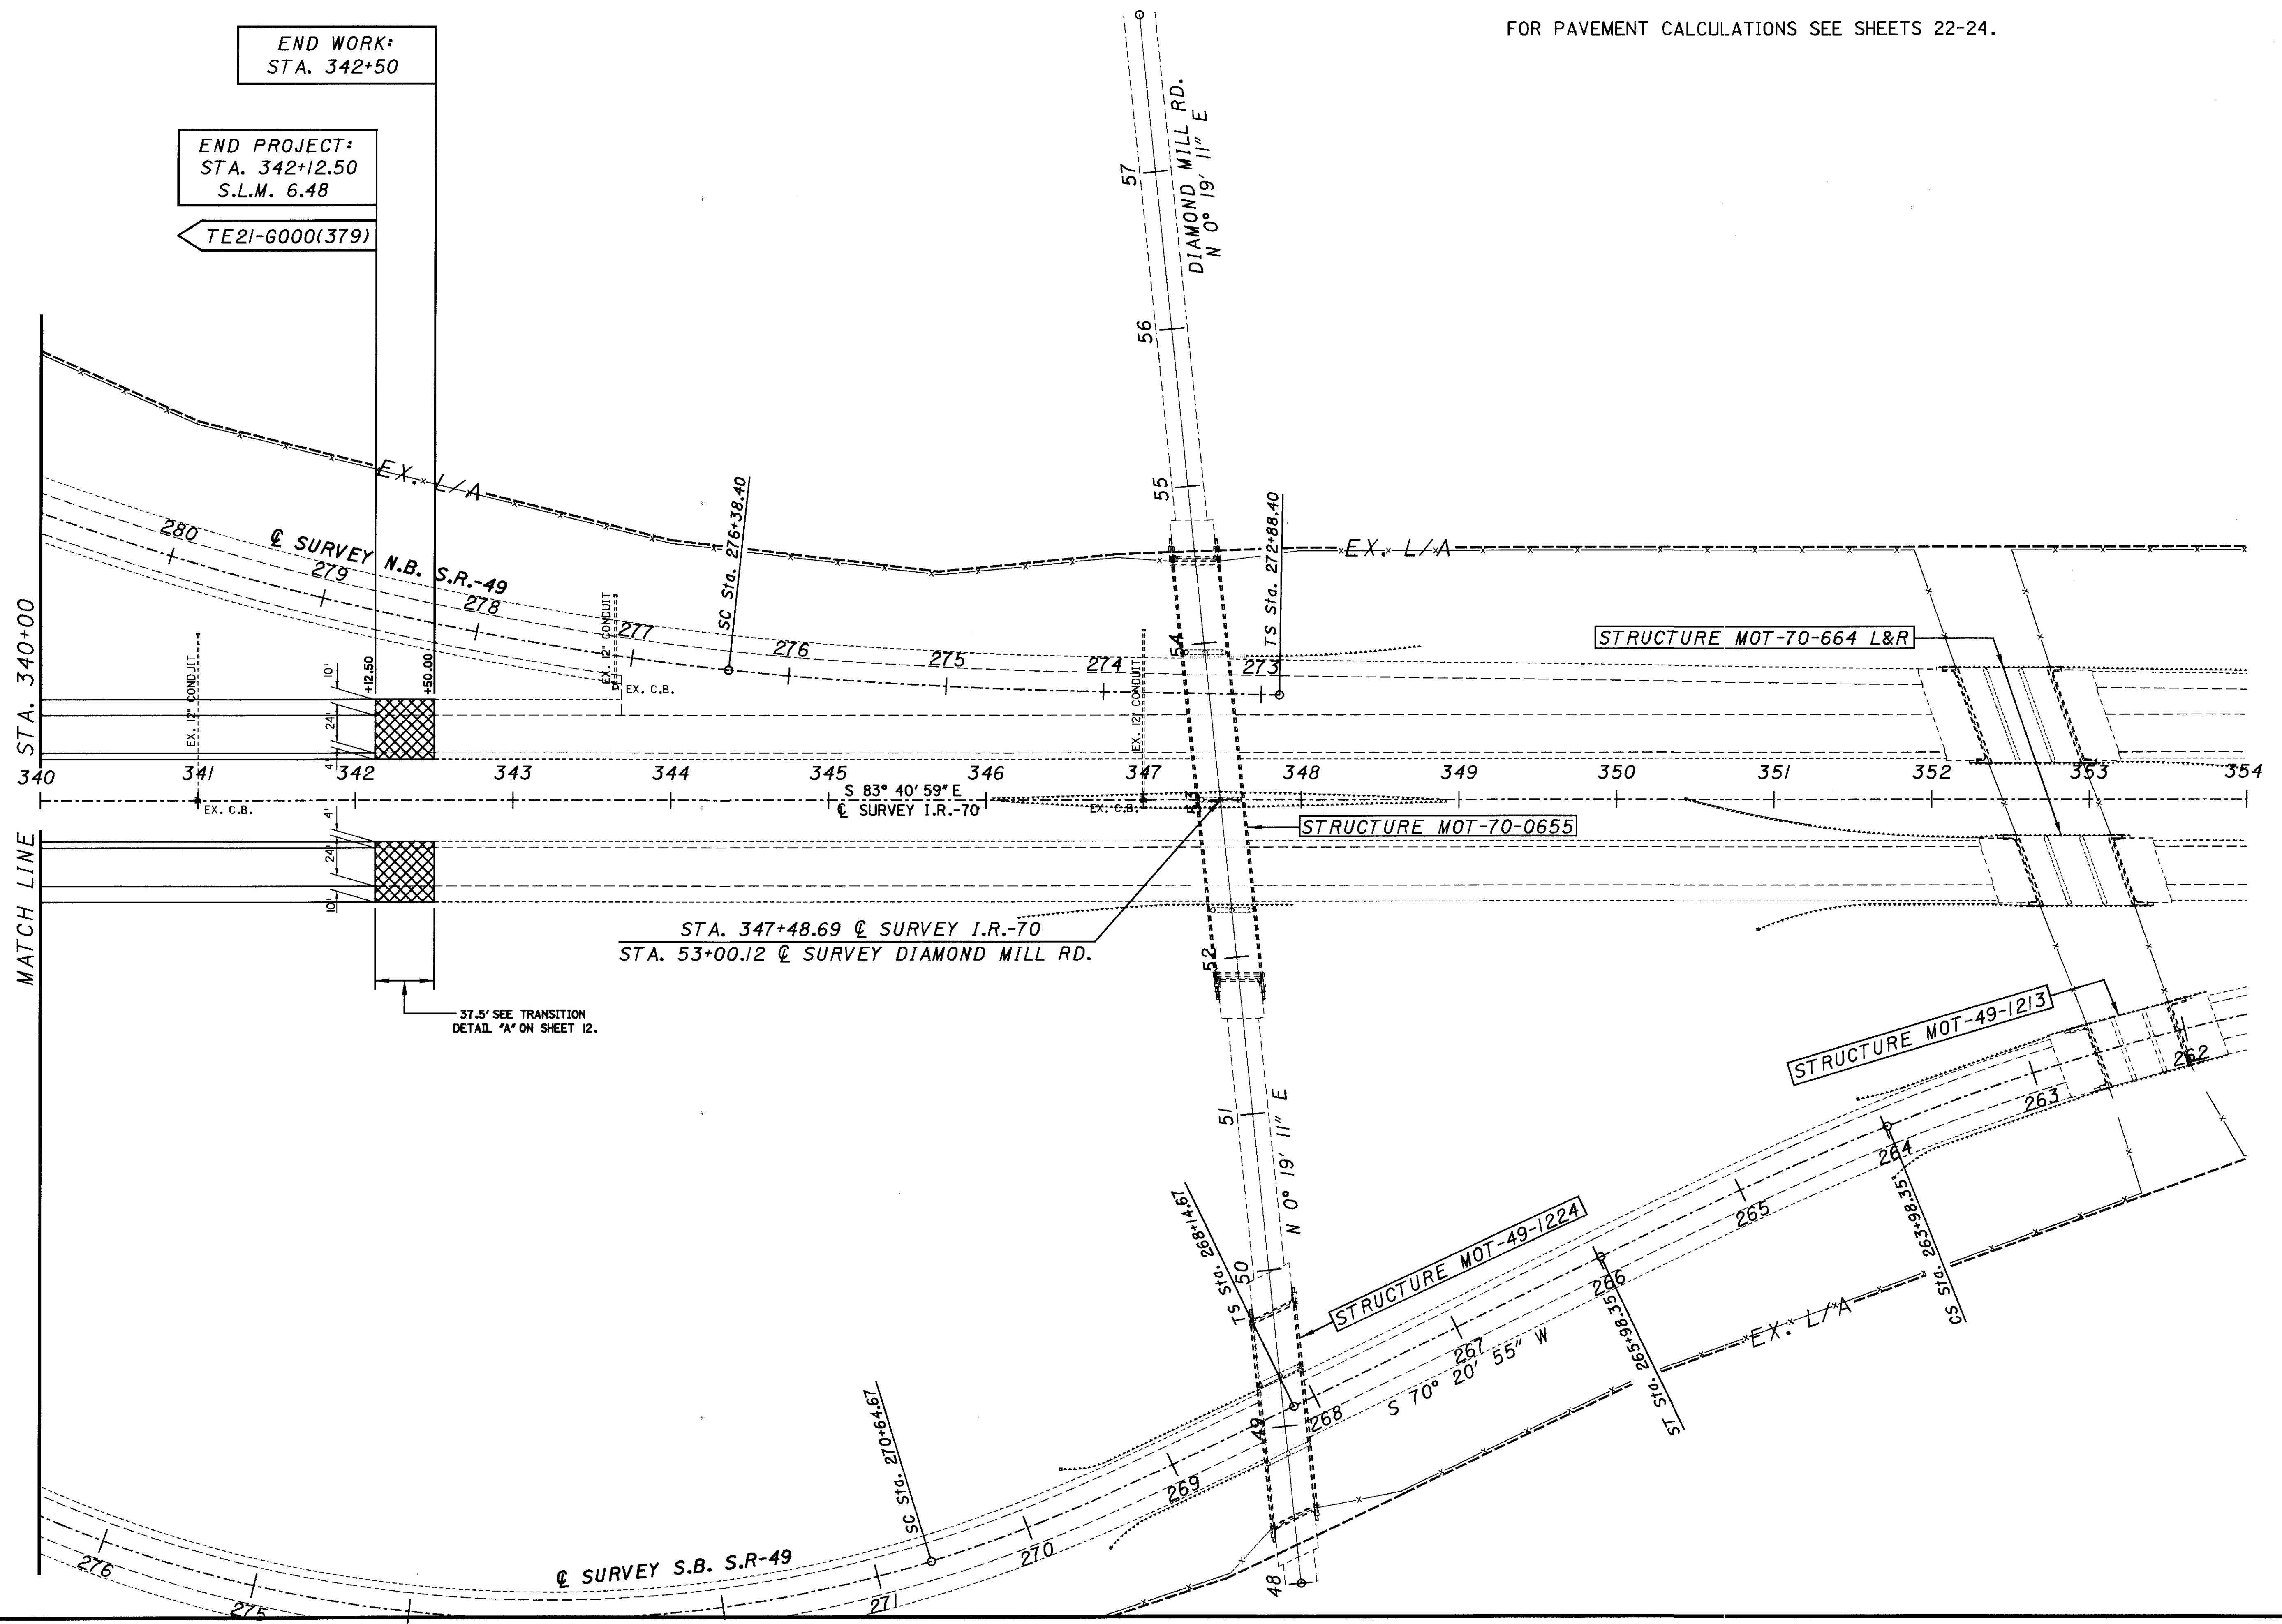 FOR PAVEMENT CALCULATIONS SEE SHEETS 22-24.
END WORK:
STA. 342+50
END PROJECT:
STA. 342+12.50
S.L.M. 6.48
TE21-G000(379)
DIAMOND MILL RD.
N 0° 19' 11" E
57
56
55
54
53
52
51
50
49
48
EX. L/A
EX. L/A
℄ SURVEY N.B. S.R.-49
280
279
278
277
276
275
274
273
SC Sta. 276+38.40
TS Sta. 272+88.40
EX. 12" CONDUIT
EX. 12" CONDUIT
EX. 12" CONDUIT
EX. C.B.
EX. C.B.
EX. C.B.
+12.50
+50.00
10'
24'
4'
4'
24'
10'
MATCH LINE STA. 340+00
340
341
342
343
344
345
346
347
348
349
350
351
352
353
354
S 83° 40' 59" E
℄ SURVEY I.R.-70
STRUCTURE MOT-70-664 L&R
STRUCTURE MOT-70-0655
STA. 347+48.69 ℄ SURVEY I.R.-70
STA. 53+00.12 ℄ SURVEY DIAMOND MILL RD.
37.5' SEE TRANSITION
DETAIL "A" ON SHEET 12.
STRUCTURE MOT-49-1213
262
263
264
265
266
267
268
269
270
271
275
276
N 0° 19' 11" E
STRUCTURE MOT-49-1224
TS Sta. 268+14.67
SC Sta. 270+64.67
S 70° 20' 55" W
ST Sta. 265+98.35
CS Sta. 263+98.35
EX. L/A
℄ SURVEY S.B. S.R-49